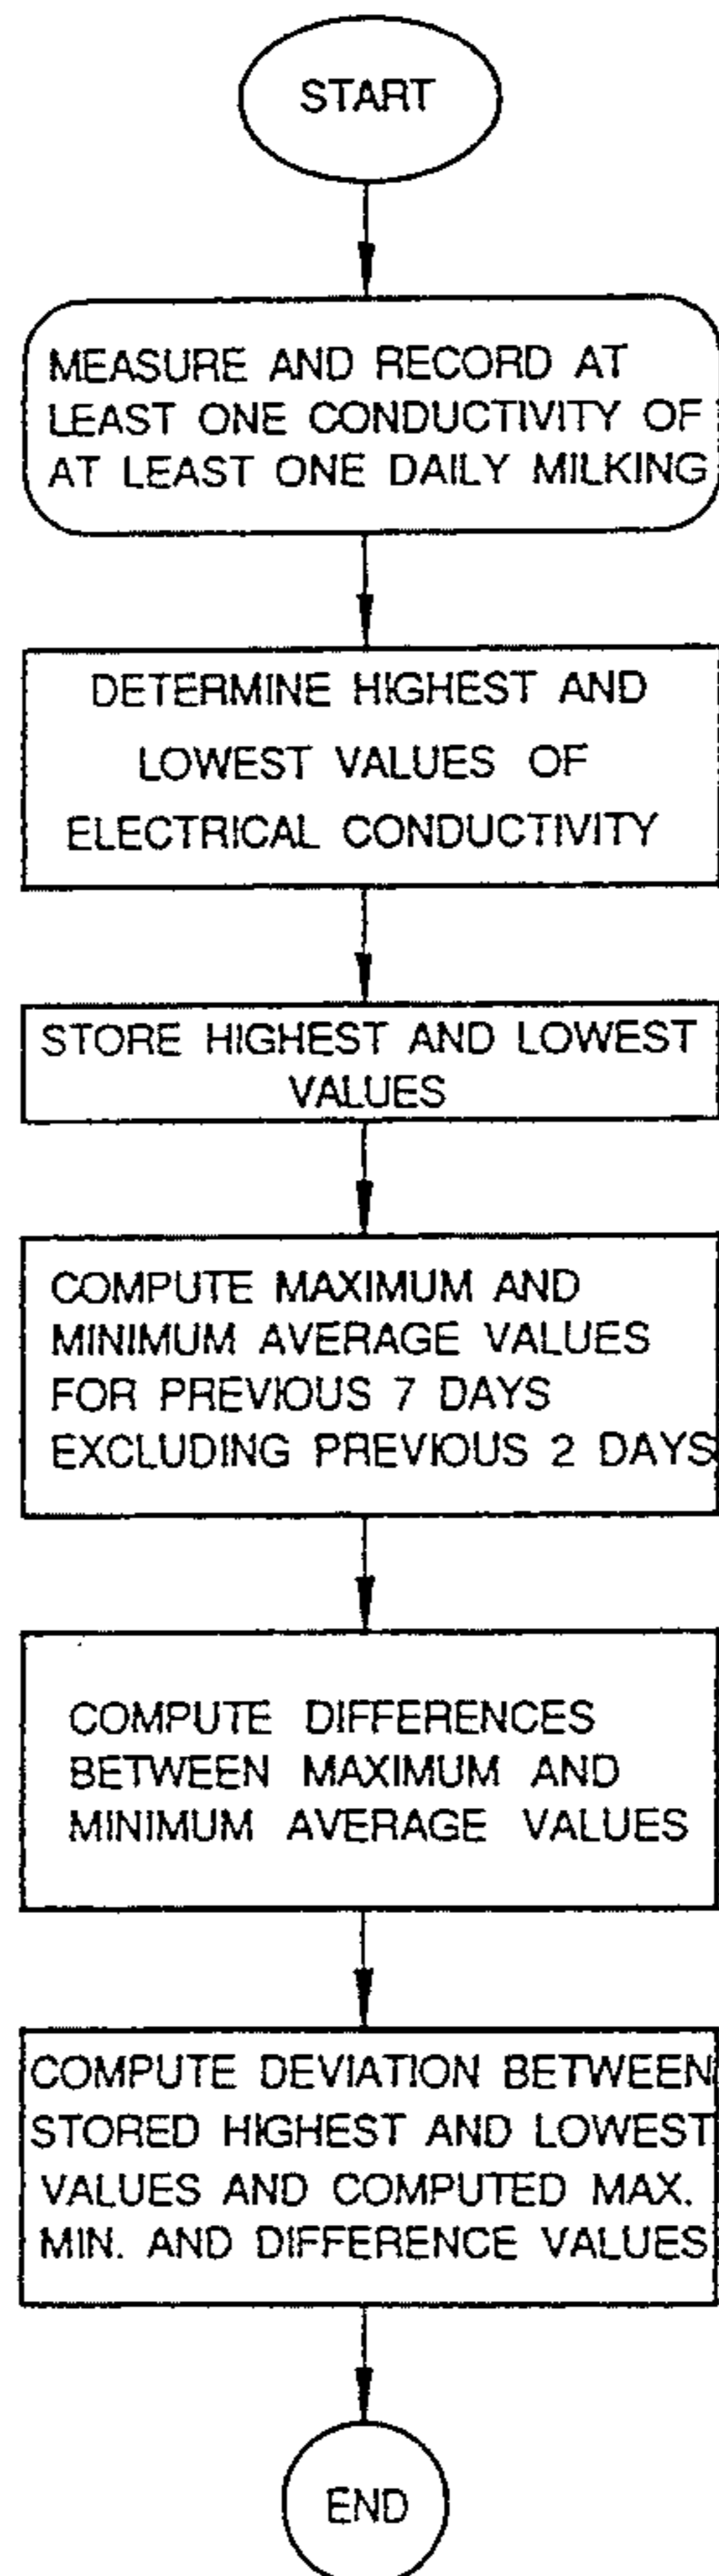 START
MEASURE AND RECORD AT
LEAST ONE CONDUCTIVITY OF
AT LEAST ONE DAILY MILKING
DETERMINE HIGHEST AND
LOWEST VALUES OF
ELECTRICAL CONDUCTIVITY
STORE HIGHEST AND LOWEST
VALUES
COMPUTE MAXIMUM AND
MINIMUM AVERAGE VALUES
FOR PREVIOUS 7 DAYS
EXCLUDING PREVIOUS 2 DAYS
COMPUTE DIFFERENCES
BETWEEN MAXIMUM AND
MINIMUM AVERAGE VALUES
COMPUTE DEVIATION BETWEEN
STORED HIGHEST AND LOWEST
VALUES AND COMPUTED MAX.
MIN. AND DIFFERENCE VALUES
END